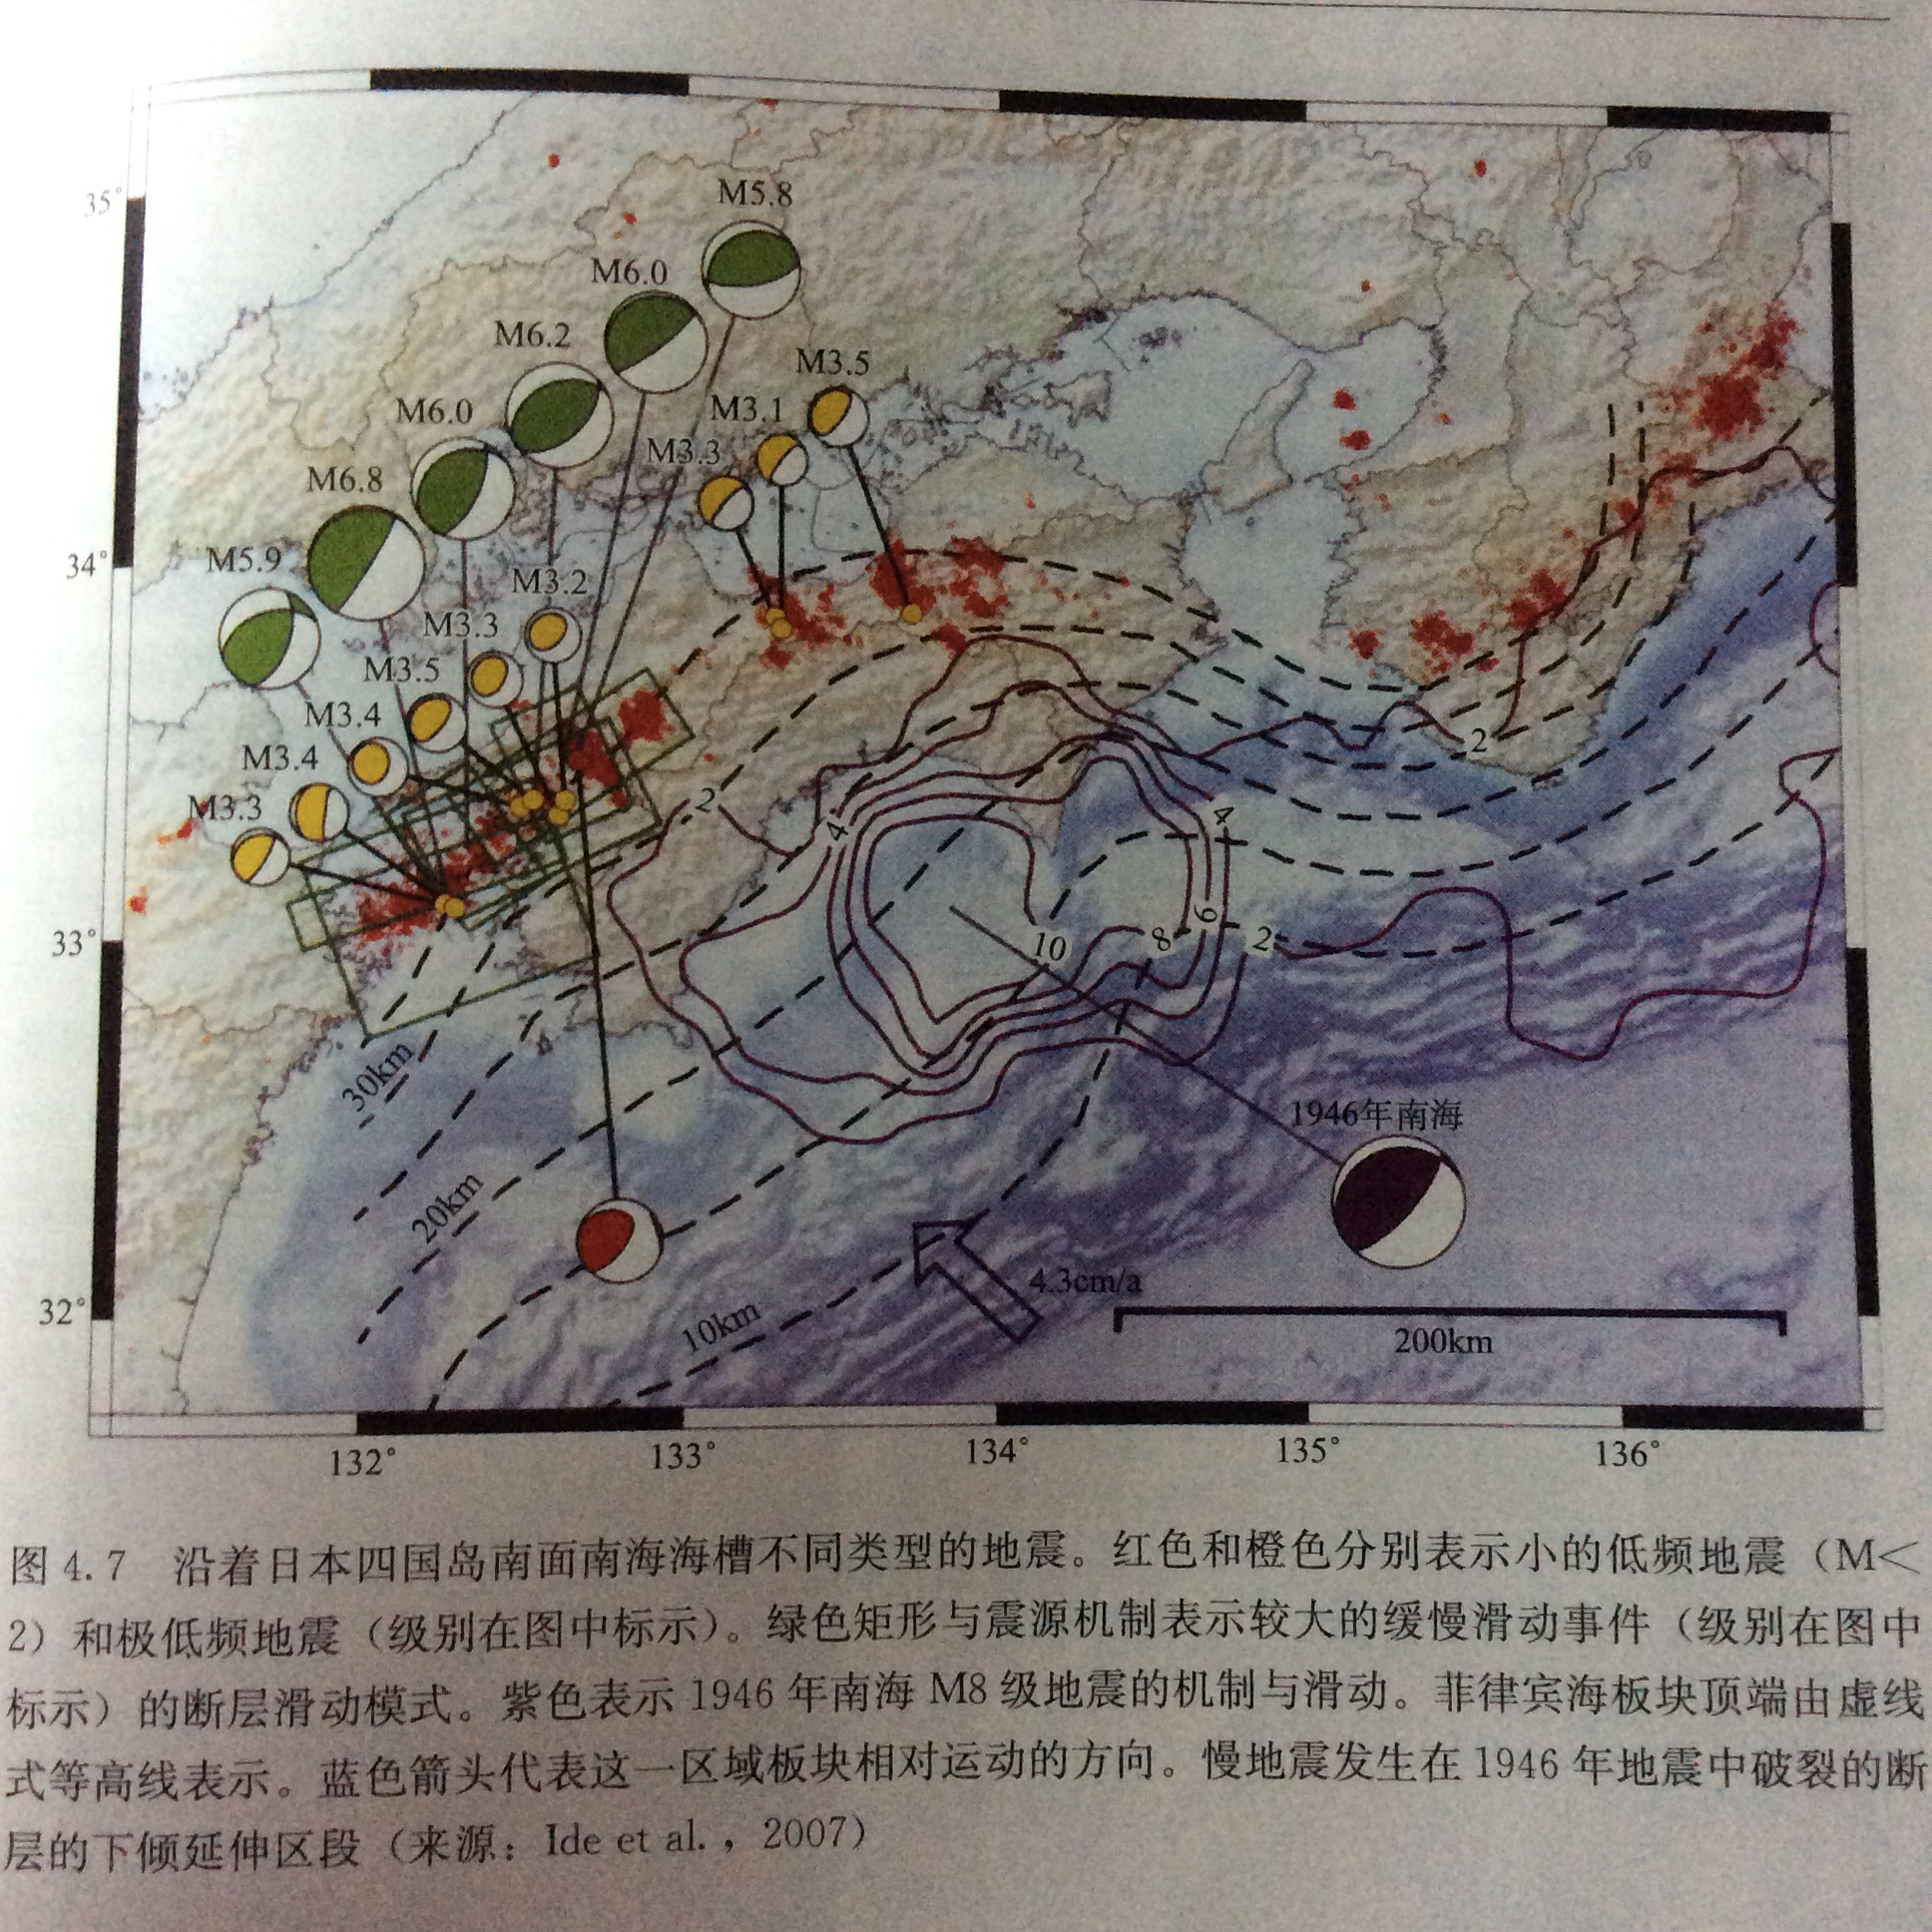 M5.8
35°
M6.0
M6.2
M3.5
M6.0
M3.1
M3.3
M6.8
M5.9
34°
M3.2
M3.3
M3.5
M3.4
2
M3.4
2
M3.3
4
4
6
33°
10
8
2
30km
1946年南海
20km
4.3cm/a
32°
10km
200km
132°
133°
134°
135°
136°
图 4.7 沿着日本四国岛南面南海海槽不同类型的地震。红色和橙色分别表示小的低频地震（M<
2）和极低频地震（级别在图中标示）。绿色矩形与震源机制表示较大的缓慢滑动事件（级别在图中
标示）的断层滑动模式。紫色表示 1946 年南海 M8 级地震的机制与滑动。菲律宾海板块顶端由虚线
式等高线表示。蓝色箭头代表这一区域板块相对运动的方向。慢地震发生在 1946 年地震中破裂的断
层的下倾延伸区段（来源：Ide et al.，2007）